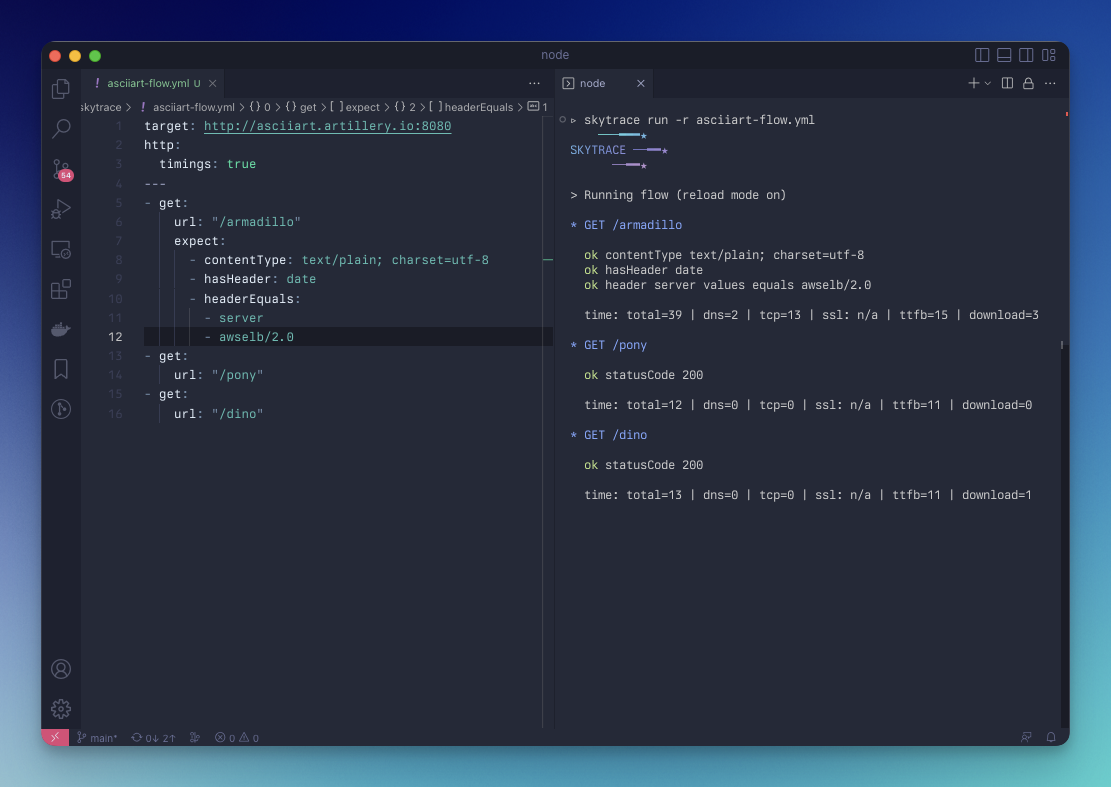 node
asciiart-flow.yml U
skytrace > ! asciiart-flow.yml > {} 0 > {} get > [ ] expect > {} 2 > [ ] headerEquals > 1
1 target: http://asciiart.artillery.io:8080
2 http:
3 timings: true
4 ---
5 - get:
6 url: "/armadillo"
7 expect:
8 - contentType: text/plain; charset=utf-8
9 - hasHeader: date
10 - headerEquals:
11 - server
12 - awselb/2.0
13 - get:
14 url: "/pony"
15 - get:
16 url: "/dino"
54
node
skytrace run -r asciiart-flow.yml
SKYTRACE
> Running flow (reload mode on)
* GET /armadillo
ok contentType text/plain; charset=utf-8
ok hasHeader date
ok header server values equals awselb/2.0
time: total=39 | dns=2 | tcp=13 | ssl: n/a | ttfb=15 | download=3
* GET /pony
ok statusCode 200
time: total=12 | dns=0 | tcp=0 | ssl: n/a | ttfb=11 | download=0
* GET /dino
ok statusCode 200
time: total=13 | dns=0 | tcp=0 | ssl: n/a | ttfb=11 | download=1
main* 0↓ 2↑ 0 0